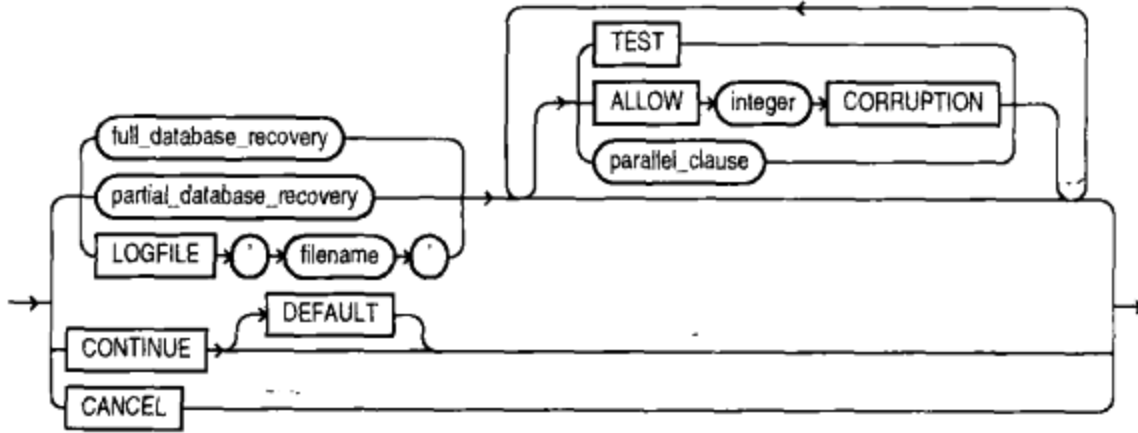 TEST
ALLOW integer CORRUPTION
parallel_clause
full_database_recovery
partial_database_recovery
LOGFILE ' filename '
DEFAULT
CONTINUE
CANCEL